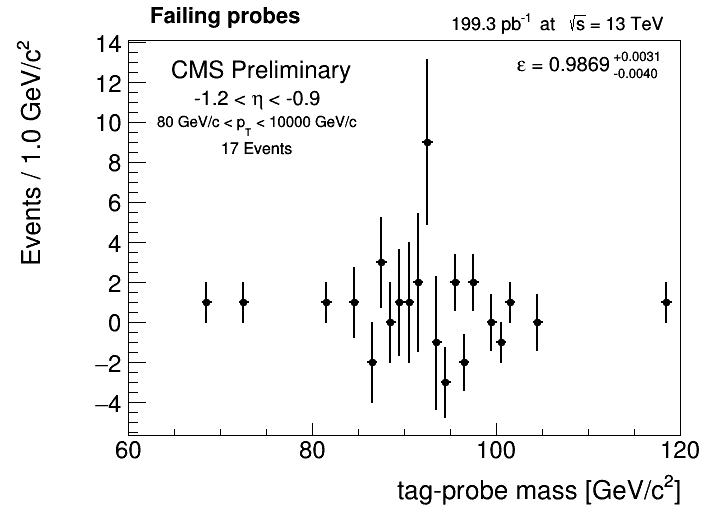 Failing probes
199.3 pb⁻¹ at √s = 13 TeV
CMS Preliminary
-1.2 < η < -0.9
80 GeV/c < p_T < 10000 GeV/c
17 Events
ε = 0.9869 +0.0031 -0.0040
Events / 1.0 GeV/c²
14
12
10
8
6
4
2
0
−2
−4
60 80 100 120
tag-probe mass [GeV/c²]